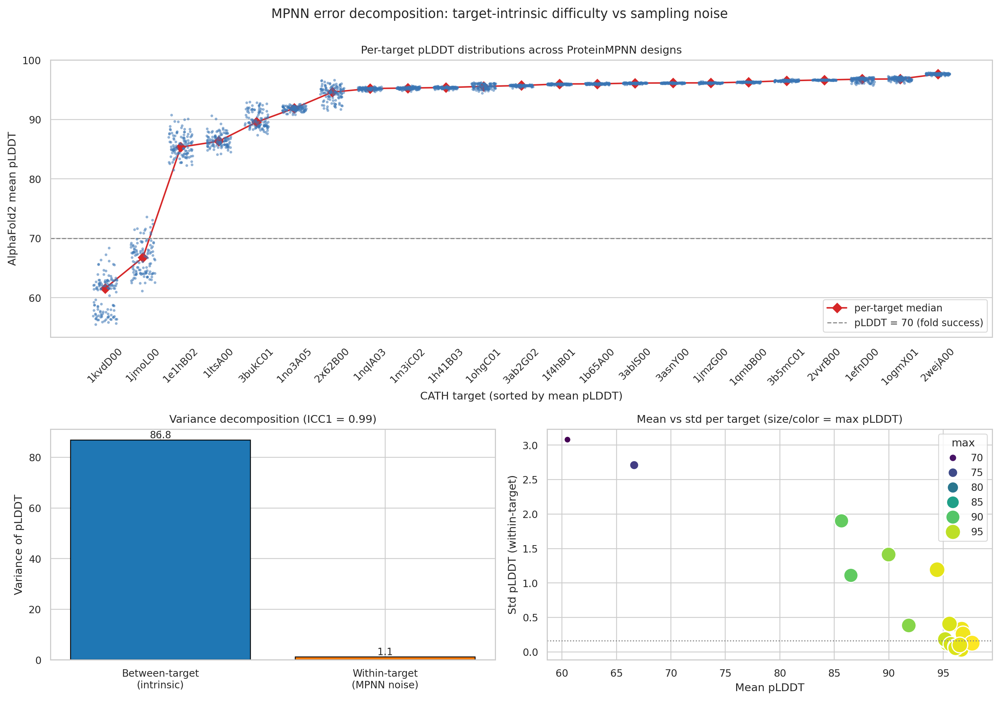 MPNN error decomposition: target-intrinsic difficulty vs sampling noise
Per-target pLDDT distributions across ProteinMPNN designs
AlphaFold2 mean pLDDT
100
90
80
70
60
per-target median
pLDDT = 70 (fold success)
1kvdD00
1jmoL00
1e1hB02
1ltsA00
3bukC01
1no3A05
2x62B00
1nqlA03
1m3iC02
1h41B03
1ohgC01
3ab2G02
1f4hB01
1b65A00
3ablS00
3asnY00
1jmzG00
1qmbB00
3b5mC01
2vvrB00
1efnD00
1ogmX01
2wejA00
CATH target (sorted by mean pLDDT)
Variance decomposition (ICC1 = 0.99)
Variance of pLDDT
80
60
40
20
0
86.8
1.1
Between-target
(intrinsic)
Within-target
(MPNN noise)
Mean vs std per target (size/color = max pLDDT)
Std pLDDT (within-target)
3.0
2.5
2.0
1.5
1.0
0.5
0.0
max
70
75
80
85
90
95
60
65
70
75
80
85
90
95
Mean pLDDT